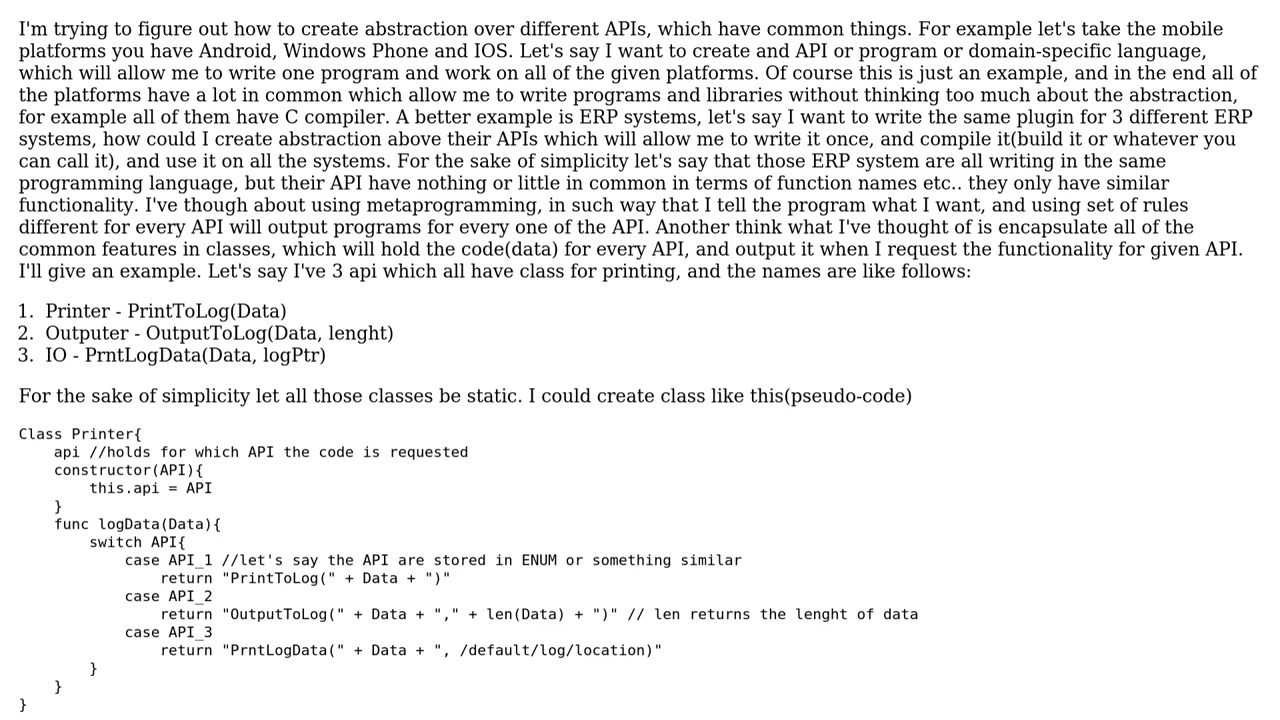 I'm trying to figure out how to create abstraction over different APIs, which have common things. For example let's take the mobile
platforms you have Android, Windows Phone and IOS. Let's say I want to create and API or program or domain-specific language,
which will allow me to write one program and work on all of the given platforms. Of course this is just an example, and in the end all of
the platforms have a lot in common which allow me to write programs and libraries without thinking too much about the abstraction,
for example all of them have C compiler. A better example is ERP systems, let's say I want to write the same plugin for 3 different ERP
systems, how could I create abstraction above their APIs which will allow me to write it once, and compile it(build it or whatever you
can call it), and use it on all the systems. For the sake of simplicity let's say that those ERP system are all writing in the same
programming language, but their API have nothing or little in common in terms of function names etc.. they only have similar
functionality. I've though about using metaprogramming, in such way that I tell the program what I want, and using set of rules
different for every API will output programs for every one of the API. Another think what I've thought of is encapsulate all of the
common features in classes, which will hold the code(data) for every API, and output it when I request the functionality for given API.
I'll give an example. Let's say I've 3 api which all have class for printing, and the names are like follows:
1. Printer - PrintToLog(Data)
2. Outputer - OutputToLog(Data, lenght)
3. IO - PrntLogData(Data, logPtr)
For the sake of simplicity let all those classes be static. I could create class like this(pseudo-code)
Class Printer{
    api //holds for which API the code is requested
    constructor(API){
        this.api = API
    }
    func logData(Data){
        switch API{
            case API_1 //let's say the API are stored in ENUM or something similar
                return "PrintToLog(" + Data + ")"
            case API_2
                return "OutputToLog(" + Data + "," + len(Data) + ")" // len returns the lenght of data
            case API_3
                return "PrntLogData(" + Data + ", /default/log/location)"
        }
    }
}